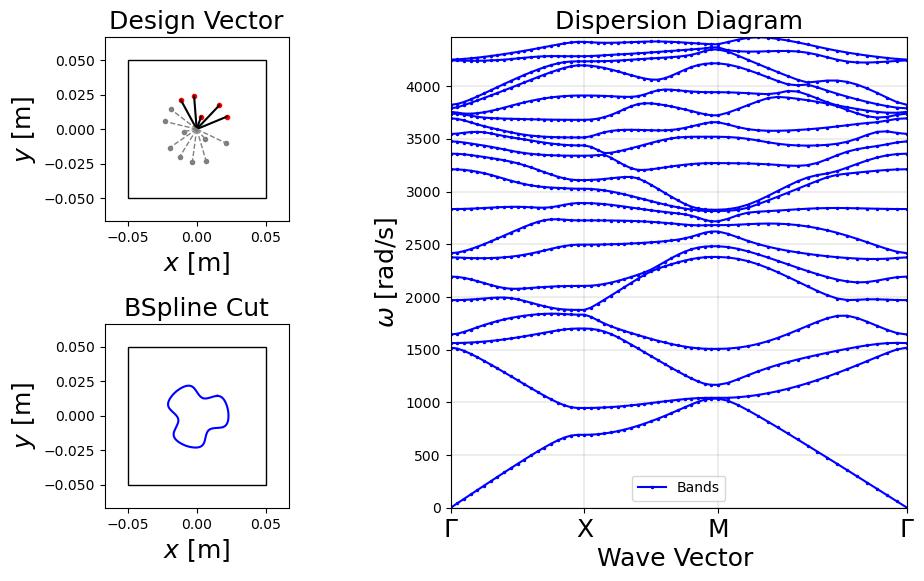 Design Vector
0.050
0.025
0.000
−0.025
−0.050
y [m]
−0.05
0.00
0.05
x [m]
BSpline Cut
0.050
0.025
0.000
−0.025
−0.050
y [m]
−0.05
0.00
0.05
x [m]
Dispersion Diagram
4000
3500
3000
2500
2000
1500
1000
500
0
ω [rad/s]
Bands
Γ
X
M
Γ
Wave Vector